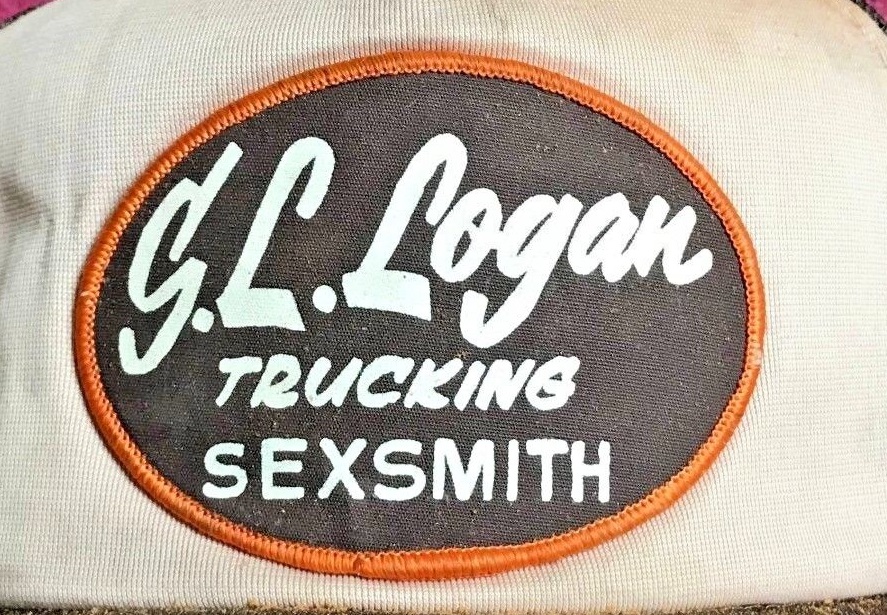 G.L. Logan
TRUCKING
SEXSMITH